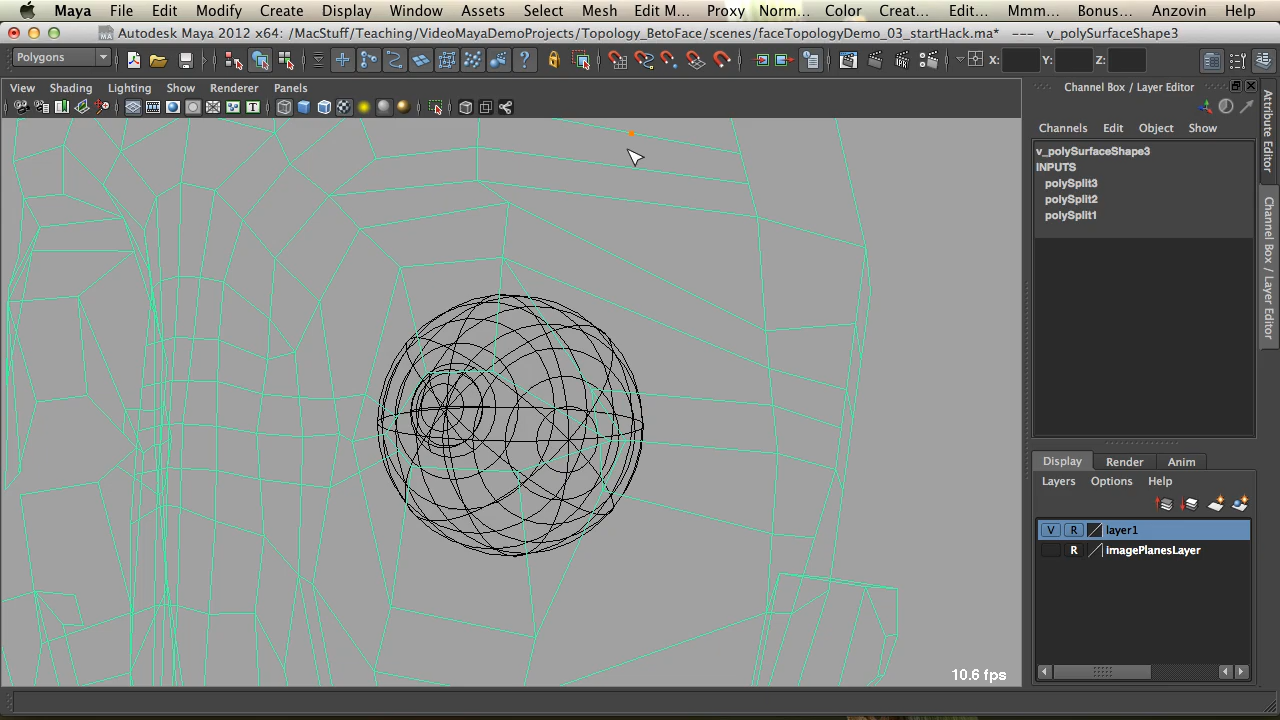 Maya File Edit Modify Create Display Window Assets Select Mesh Edit M... Proxy Norm... Color Creat... Edit... Mmm... Bonus... Anzovin Help
Autodesk Maya 2012 x64: /MacStuff/Teaching/VideoMayaDemoProjects/Topology_BetoFace/scenes/faceTopologyDemo_03_startHack.ma* --- v_polySurfaceShape3
Polygons X: Y: Z:
View Shading Lighting Show Renderer Panels
Channel Box / Layer Editor
Channels Edit Object Show
v_polySurfaceShape3
INPUTS
polySplit3
polySplit2
polySplit1
Attribute Editor
Channel Box / Layer Editor
Display Render Anim
Layers Options Help
V R layer1
R imagePlanesLayer
10.6 fps